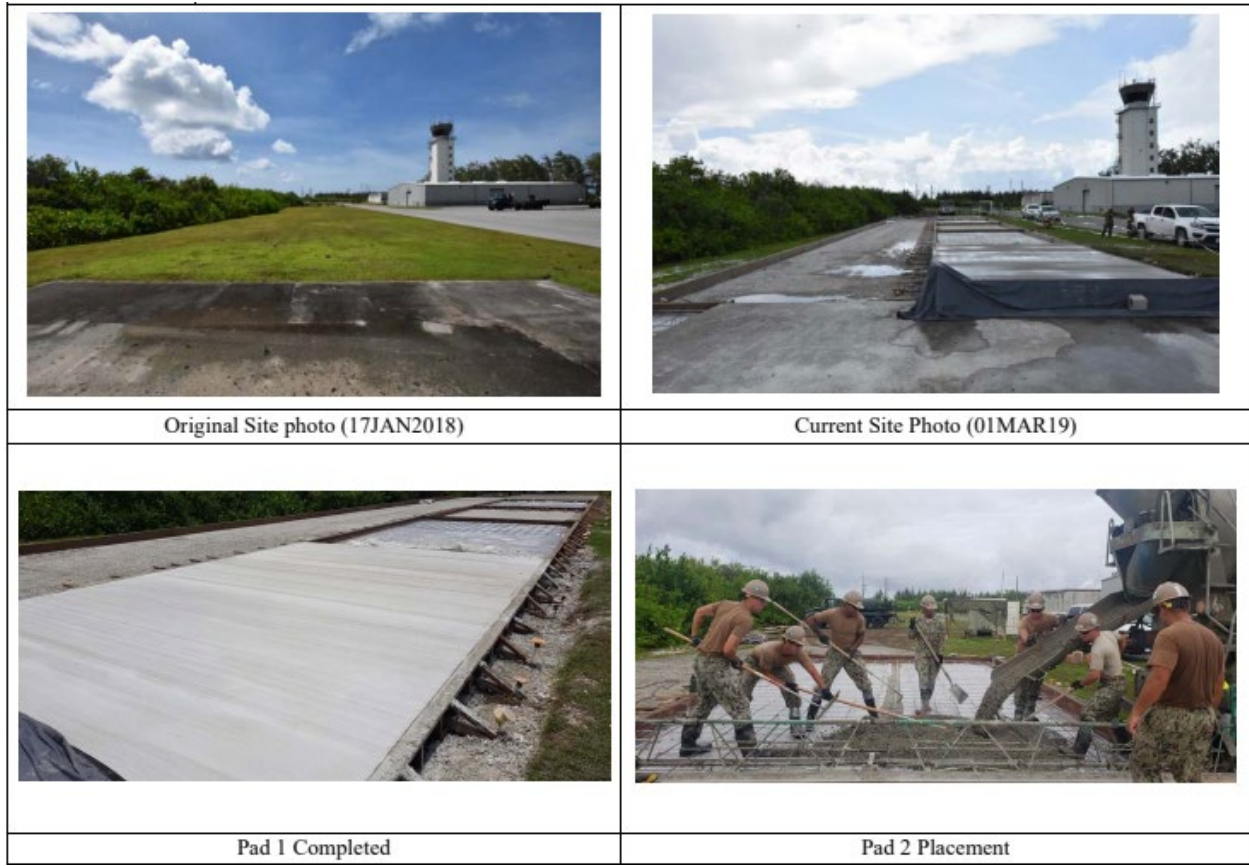 Original Site photo (17JAN2018)
Current Site Photo (01MAR19)
Pad 1 Completed
Pad 2 Placement